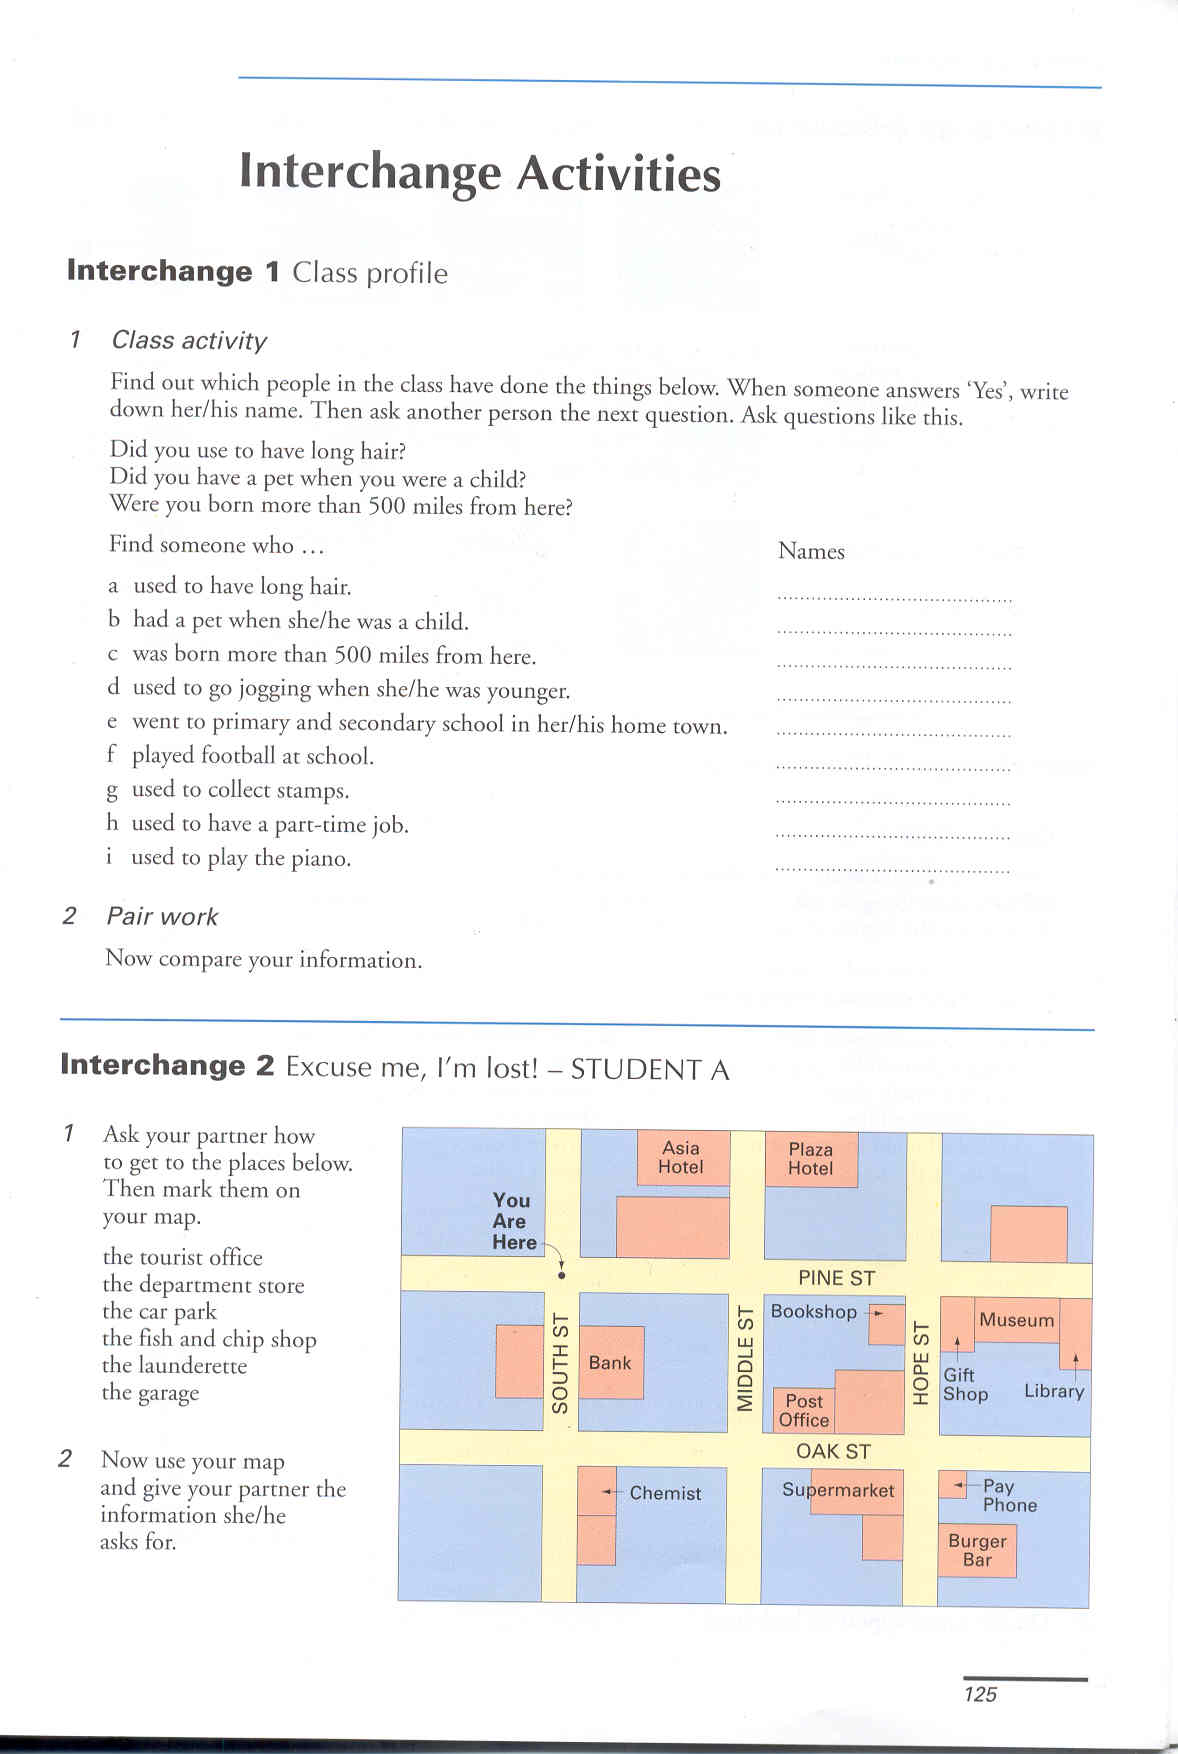 Interchange Activities
Interchange 1 Class profile
1 Class activity
Find out which people in the class have done the things below. When someone answers ‘Yes’, write
down her/his name. Then ask another person the next question. Ask questions like this.
Did you use to have long hair?
Did you have a pet when you were a child?
Were you born more than 500 miles from here?
Find someone who ...
Names
a used to have long hair.
b had a pet when she/he was a child.
c was born more than 500 miles from here.
d used to go jogging when she/he was younger.
e went to primary and secondary school in her/his home town.
f played football at school.
g used to collect stamps.
h used to have a part-time job.
i used to play the piano.
2 Pair work
Now compare your information.
Interchange 2 Excuse me, I’m lost! – STUDENT A
1 Ask your partner how
to get to the places below.
Then mark them on
your map.
the tourist office
the department store
the car park
the fish and chip shop
the launderette
the garage
2 Now use your map
and give your partner the
information she/he
asks for.
Asia
Hotel
Plaza
Hotel
You
Are
Here
PINE ST
SOUTH ST
Bank
MIDDLE ST
Bookshop
Post
Office
HOPE ST
Museum
Gift
Shop
Library
OAK ST
Chemist
Supermarket
Pay
Phone
Burger
Bar
125